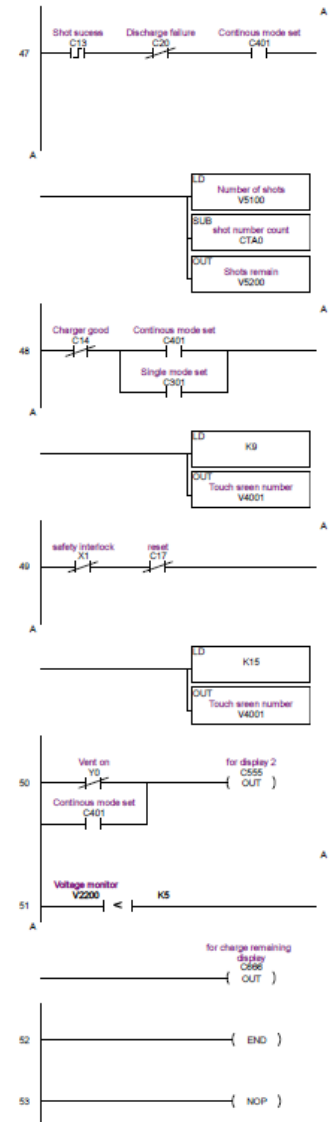 A
Shot sucess Discharge failure Continous mode set
C13 C20 C401
47
A
LD
Number of shots
V5100
SUB
shot number count
CTA0
OUT
Shots remain
V5200
A
Charger good Continous mode set
C14 C401
48
Single mode set
C301
A
LD
K9
OUT
Touch sreen number
V4001
A
safety interlock reset
X1 C17
49
A
LD
K15
OUT
Touch sreen number
V4001
Vent on for display 2
Y0 C555
50 ( OUT )
Continous mode set
C401
A
Voltage monitor
V2200 < K5
51
A
for charge remaining
display
( OUT )
52 ( END )
53 ( NOP )